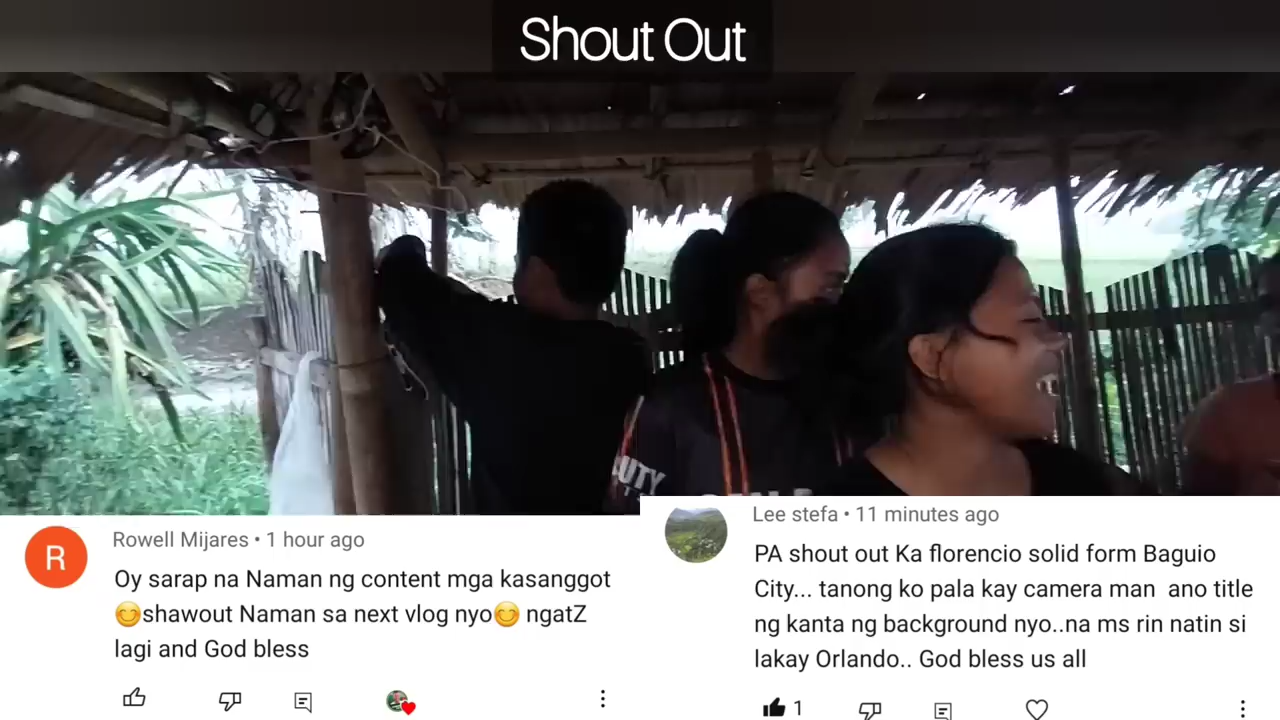 Shout Out
UTY
R
Rowell Mijares • 1 hour ago
Oy sarap na Naman ng content mga kasanggot
😊shawout Naman sa next vlog nyo😊 ngatZ
lagi and God bless
Lee stefa • 11 minutes ago
PA shout out Ka florencio solid form Baguio
City... tanong ko pala kay camera man ano title
ng kanta ng background nyo..na ms rin natin si
lakay Orlando.. God bless us all
1